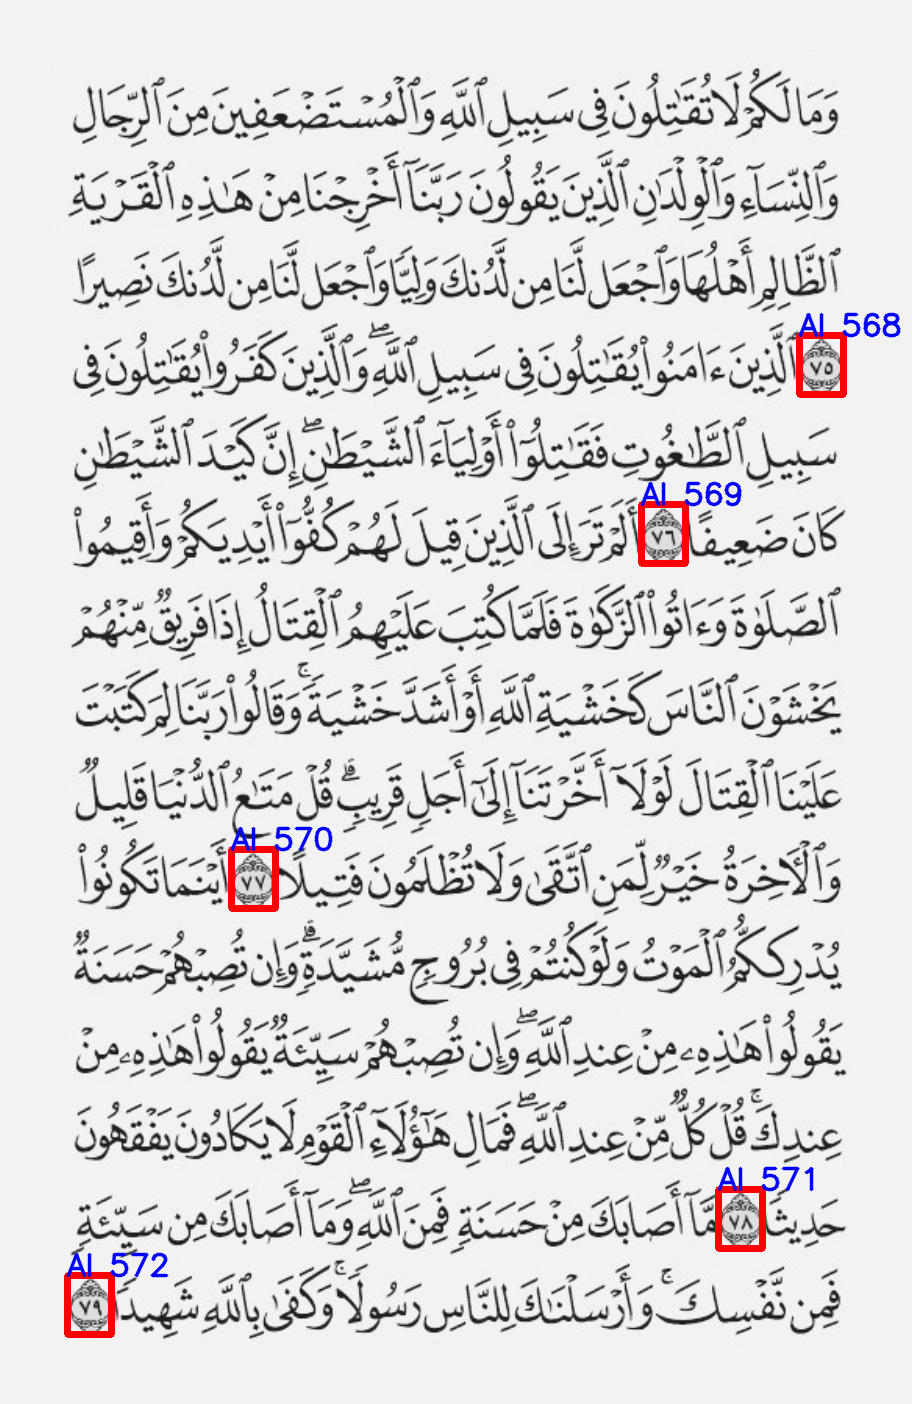 وَمَا لَكُمْ لَا تُقَٰتِلُونَ فِى سَبِيلِ ٱللَّهِ وَٱلْمُسْتَضْعَفِينَ مِنَ ٱلرِّجَالِ
وَٱلنِّسَآءِ وَٱلْوِلْدَٰنِ ٱلَّذِينَ يَقُولُونَ رَبَّنَآ أَخْرِجْنَا مِنْ هَٰذِهِ ٱلْقَرْيَةِ
ٱلظَّالِمِ أَهْلُهَا وَٱجْعَل لَّنَا مِن لَّدُنكَ وَلِيًّا وَٱجْعَل لَّنَا مِن لَّدُنكَ نَصِيرًا
AI 568
٧٥ ٱلَّذِينَ ءَامَنُوا۟ يُقَٰتِلُونَ فِى سَبِيلِ ٱللَّهِ ۖ وَٱلَّذِينَ كَفَرُوا۟ يُقَٰتِلُونَ فِى
سَبِيلِ ٱلطَّٰغُوتِ فَقَٰتِلُوٓا۟ أَوْلِيَآءَ ٱلشَّيْطَٰنِ ۖ إِنَّ كَيْدَ ٱلشَّيْطَٰنِ
AI 569
كَانَ ضَعِيفًا ٧٦ أَلَمْ تَرَ إِلَى ٱلَّذِينَ قِيلَ لَهُمْ كُفُّوٓا۟ أَيْدِيَكُمْ وَأَقِيمُوا۟
ٱلصَّلَوٰةَ وَءَاتُوا۟ ٱلزَّكَوٰةَ فَلَمَّا كُتِبَ عَلَيْهِمُ ٱلْقِتَالُ إِذَا فَرِيقٌ مِّنْهُمْ
يَخْشَوْنَ ٱلنَّاسَ كَخَشْيَةِ ٱللَّهِ أَوْ أَشَدَّ خَشْيَةً ۚ وَقَالُوا۟ رَبَّنَا لِمَ كَتَبْتَ
عَلَيْنَا ٱلْقِتَالَ لَوْلَآ أَخَّرْتَنَآ إِلَىٰٓ أَجَلٍ قَرِيبٍ ۗ قُلْ مَتَٰعُ ٱلدُّنْيَا قَلِيلٌ
AI 570
وَٱلْءَاخِرَةُ خَيْرٌ لِّمَنِ ٱتَّقَىٰ وَلَا تُظْلَمُونَ فَتِيلًا ٧٧ أَيْنَمَا تَكُونُوا۟
يُدْرِككُّمُ ٱلْمَوْتُ وَلَوْ كُنتُمْ فِى بُرُوجٍ مُّشَيَّدَةٍ ۗ وَإِن تُصِبْهُمْ حَسَنَةٌ
يَقُولُوا۟ هَٰذِهِۦ مِنْ عِندِ ٱللَّهِ ۖ وَإِن تُصِبْهُمْ سَيِّئَةٌ يَقُولُوا۟ هَٰذِهِۦ مِنْ
عِندِكَ ۚ قُلْ كُلٌّ مِّنْ عِندِ ٱللَّهِ ۖ فَمَالِ هَٰٓؤُلَآءِ ٱلْقَوْمِ لَا يَكَادُونَ يَفْقَهُونَ
AI 571
حَدِيثًا ٧٨ مَّآ أَصَابَكَ مِنْ حَسَنَةٍ فَمِنَ ٱللَّهِ ۖ وَمَآ أَصَابَكَ مِن سَيِّئَةٍ
AI 572
فَمِن نَّفْسِكَ ۚ وَأَرْسَلْنَٰكَ لِلنَّاسِ رَسُولًا ۚ وَكَفَىٰ بِٱللَّهِ شَهِيدًا ٧٩